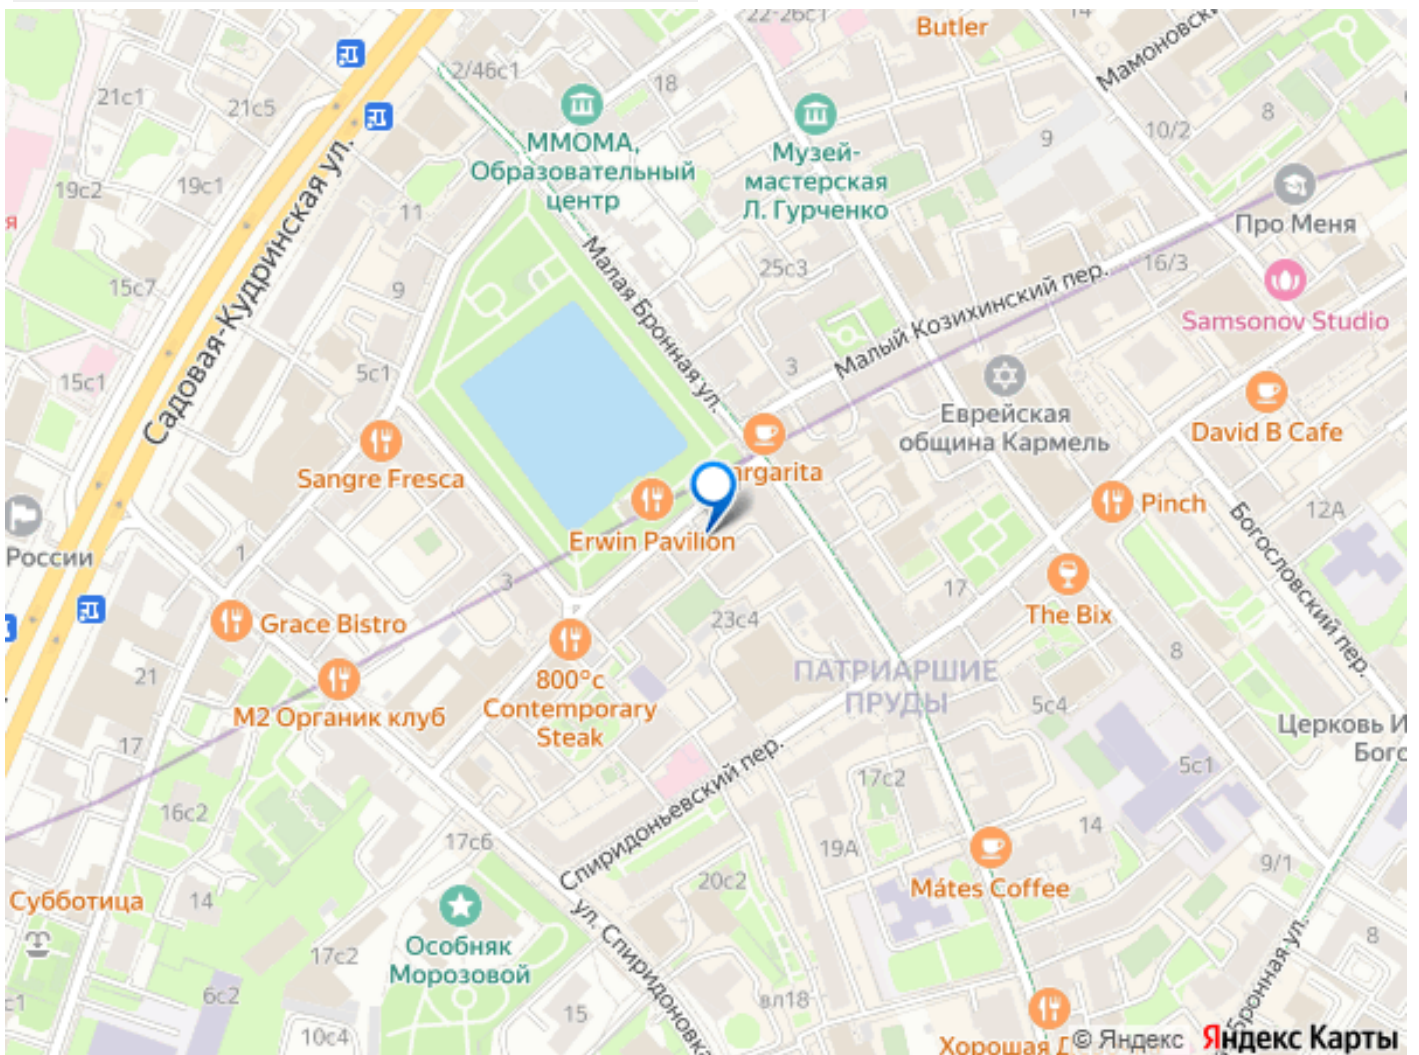 22-26с1
14
Butler
Мамоновск
2/46с1
18
21с1
21с5
8
10/2
9
ММОМА,
Образовательный
центр
Музей-
мастерская
Л. Гурченко
19с2
19с1
я
11
Про Меня
Садовая-Кудринская ул.
Малая Бронная ул.
25с3
16/3
15с7
9
Малый Козихинский пер.
Samsonov Studio
3
5с1
15с1
Еврейская
община Кармель
David B Cafe
Sangre Fresca
argarita
Pinch
12А
Богословский пер.
России
Erwin Pavilion
1
3
P
17
The Bix
23с4
Grace Bistro
8
21
ПАТРИАРШИЕ
ПРУДЫ
800°с
Contemporary
Steak
М2 Органик клуб
5с4
Церковь И
Бого
17
Спиридоньевский пер.
17с2
5с1
16с2
17с6
19А
14
9/1
Mátes Coffee
20с2
Субботица
14
ул. Спиридоновка
Особняк
Морозовой
17с2
8
Бронная ул.
с1
6с2
15
вл18
10с4
Хорошая Д
© Яндекс
Яндекс Карты